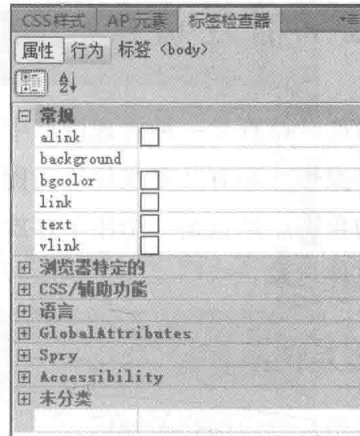 CSS样式 AP 元素 标签检查器
属性 行为 标签 <body>
常规
alink
background
bgcolor
link
text
vlink
浏览器特定的
CSS/辅助功能
语言
GlobalAttributes
Spry
Accessibility
未分类